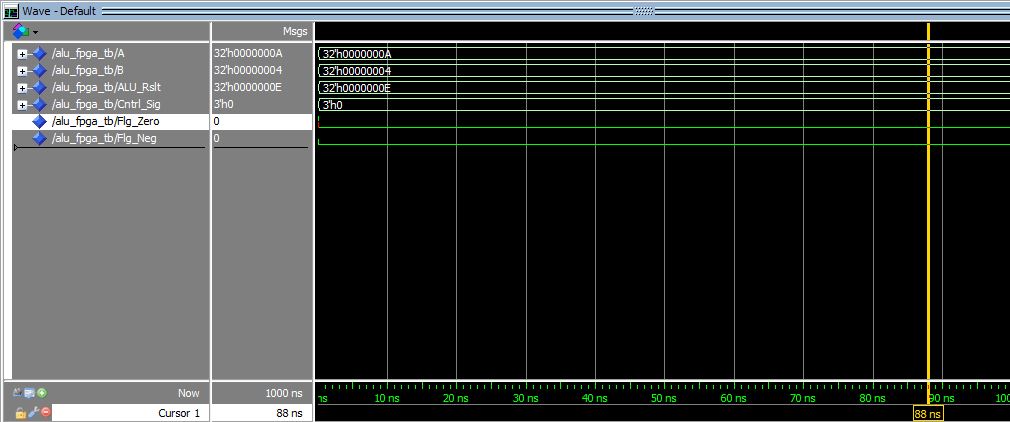 Wave - Default
Msgs
/alu_fpga_tb/A 32'h0000000A 32'h0000000A
/alu_fpga_tb/B 32'h00000004 32'h00000004
/alu_fpga_tb/ALU_Rslt 32'h0000000E 32'h0000000E
/alu_fpga_tb/Cntrl_Sig 3'h0 3'h0
/alu_fpga_tb/Flg_Zero 0
/alu_fpga_tb/Flg_Neg 0
Now 1000 ns ns 10 ns 20 ns 30 ns 40 ns 50 ns 60 ns 70 ns 80 ns 90 ns 100
Cursor 1 88 ns 88 ns